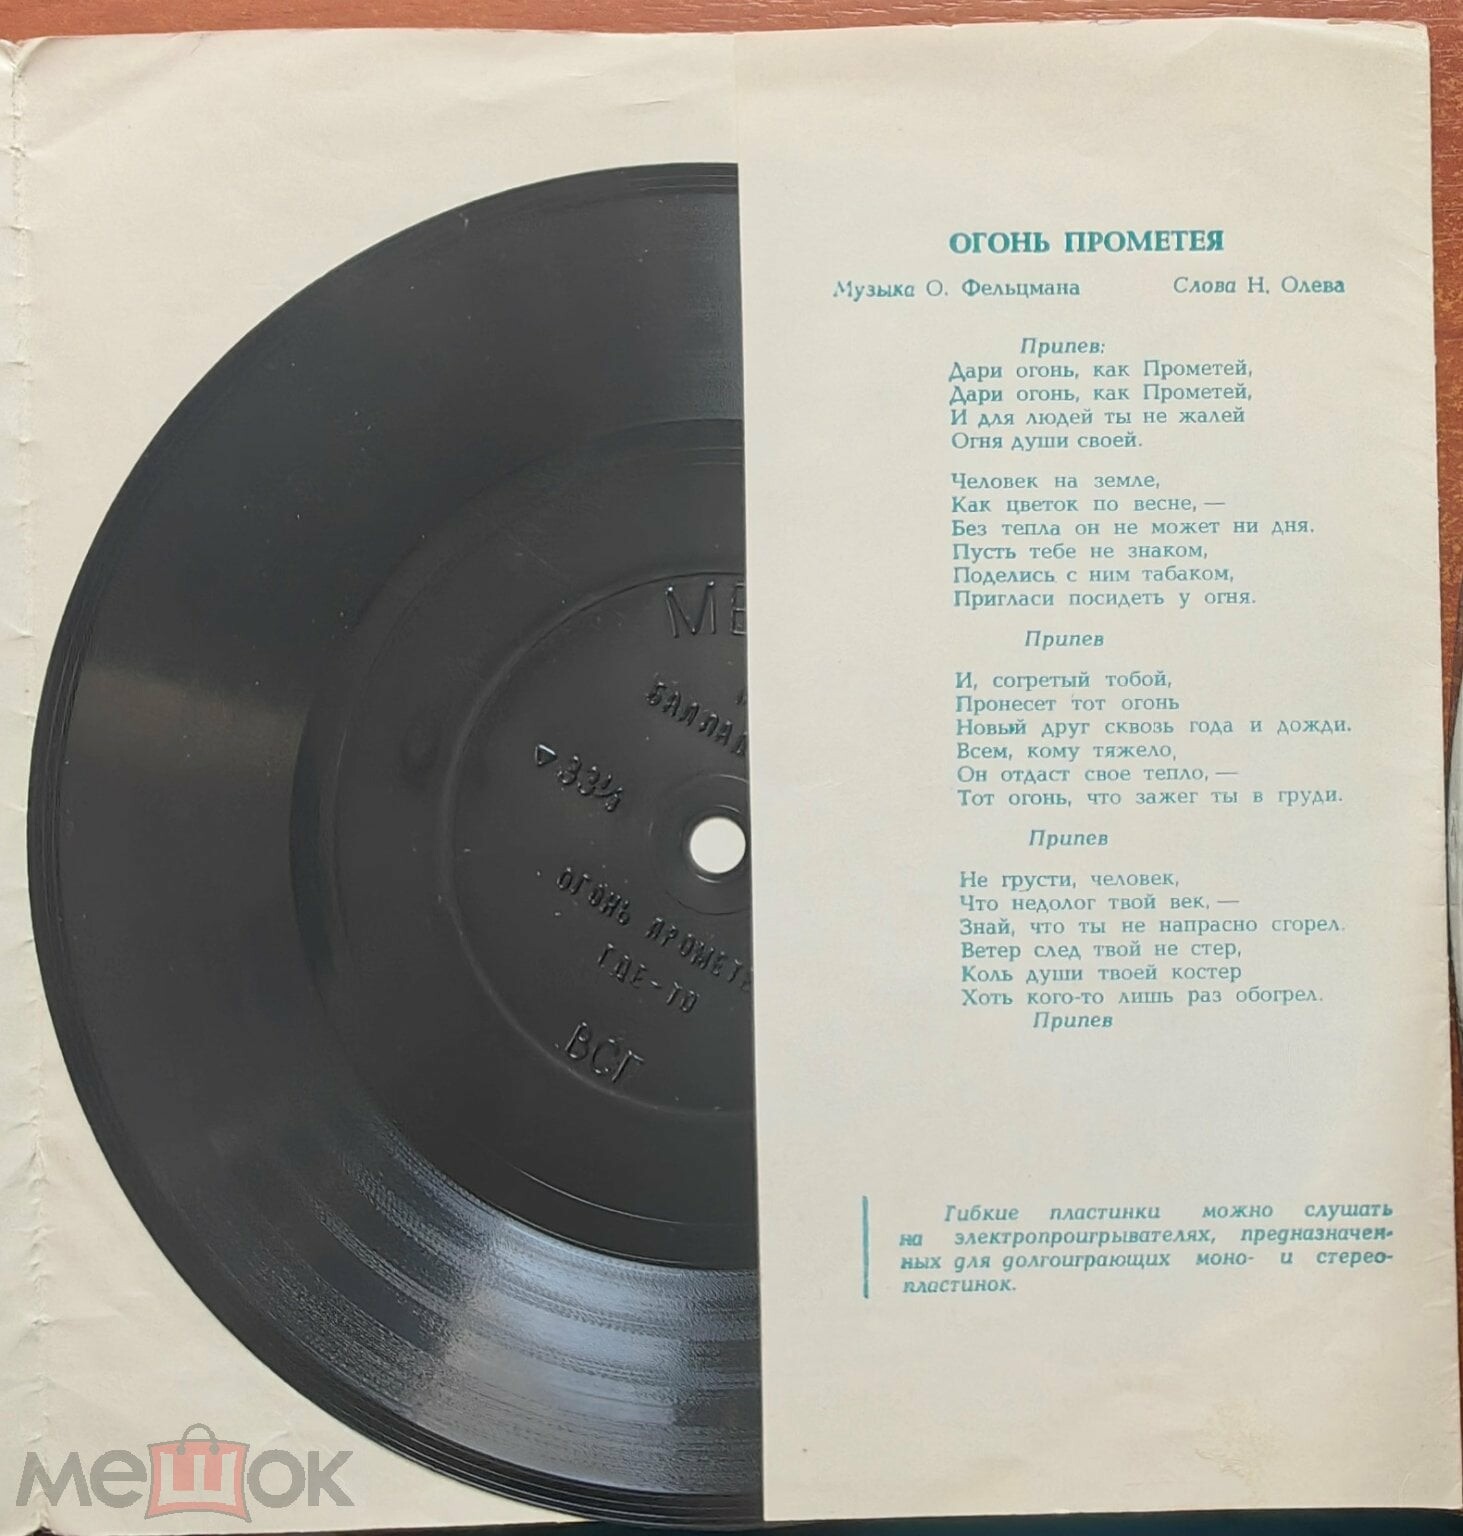 МЕ
БАЛЛАД
33⅓
ОГОНЬ ПРОМЕТЕ
ГДЕ-ТО
ВСГ
ОГОНЬ ПРОМЕТЕЯ
Музыка О. Фельцмана Слова Н. Олева
Припев:
Дари огонь, как Прометей,
Дари огонь, как Прометей,
И для людей ты не жалей
Огня души своей.
Человек на земле,
Как цветок по весне, —
Без тепла он не может ни дня.
Пусть тебе не знаком,
Поделись с ним табаком,
Пригласи посидеть у огня.
Припев
И, согретый тобой,
Пронесет тот огонь
Новый друг сквозь года и дожди.
Всем, кому тяжело,
Он отдаст свое тепло, —
Тот огонь, что зажег ты в груди.
Припев
Не грусти, человек,
Что недолог твой век, —
Знай, что ты не напрасно сгорел.
Ветер след твой не стер,
Коль души твоей костер
Хоть кого-то лишь раз обогрел.
Припев
Гибкие пластинки можно слушать
на электропроигрывателях, предназначен-
ных для долгоиграющих моно- и стерео-
пластинок.
мешок